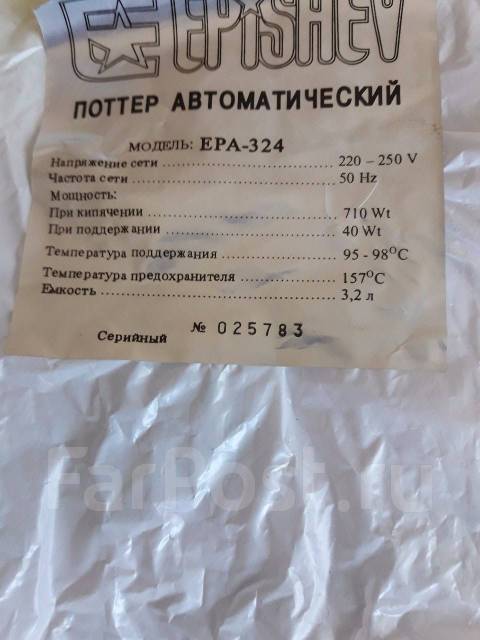 EPISHEV
ПОТТЕР АВТОМАТИЧЕСКИЙ
МОДЕЛЬ: EPA-324
Напряжение сети ........................................ 220 – 250 V
Частота сети ................................................ 50 Hz
Мощность:
При кипячении ............................................ 710 Wt
При поддержании ........................................ 40 Wt
Температура поддержания ........................ 95 - 98°C
Температура предохранителя .................... 157°C
Емкость ........................................................ 3,2 л
Серийный № 025783
FarPost.ru